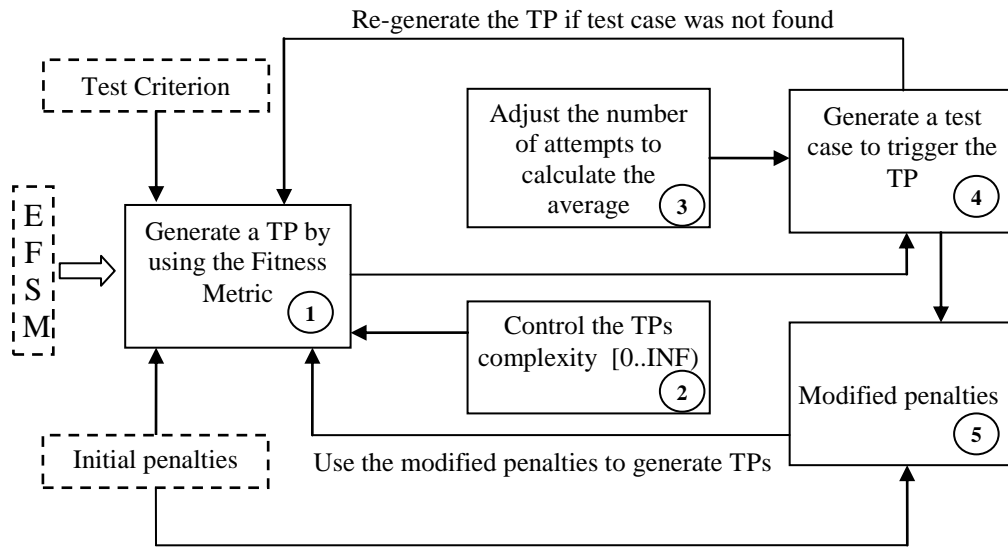 Re-generate the TP if test case was not found
Test Criterion
Adjust the number
of attempts to
calculate the
average
3
Generate a test
case to trigger the
TP
4
E
F
S
M
Generate a TP by
using the Fitness
Metric
1
Control the TPs
complexity [0..INF)
2
Modified penalties
5
Initial penalties
Use the modified penalties to generate TPs